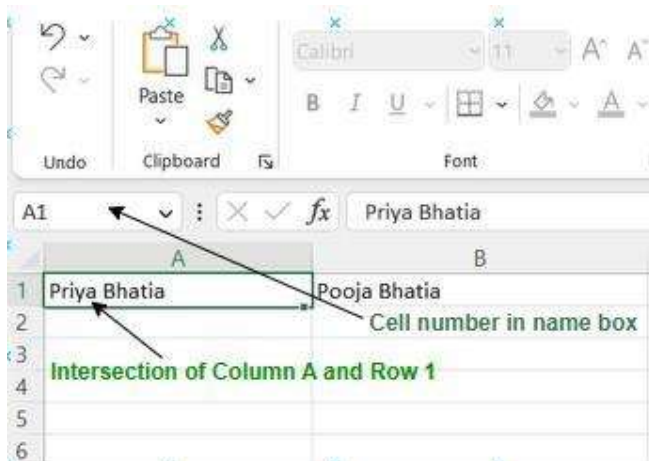 Calibri 11 A^ A
Paste
B I U A
Undo Clipboard Font
A1 fx Priya Bhatia
A B
1 Priya Bhatia Pooja Bhatia
2 Cell number in name box
3
Intersection of Column A and Row 1
4
5
6